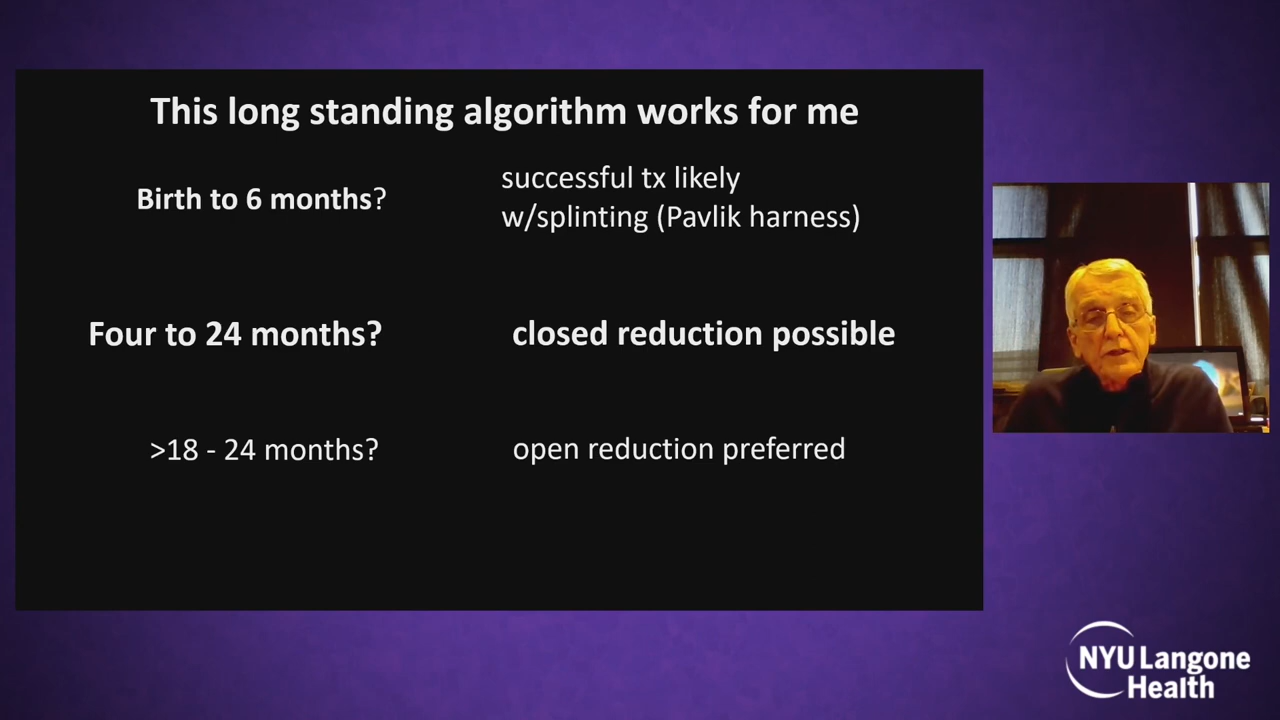 This long standing algorithm works for me
Birth to 6 months?
successful tx likely
w/splinting (Pavlik harness)
Four to 24 months?
closed reduction possible
>18 - 24 months?
open reduction preferred
NYU Langone
Health